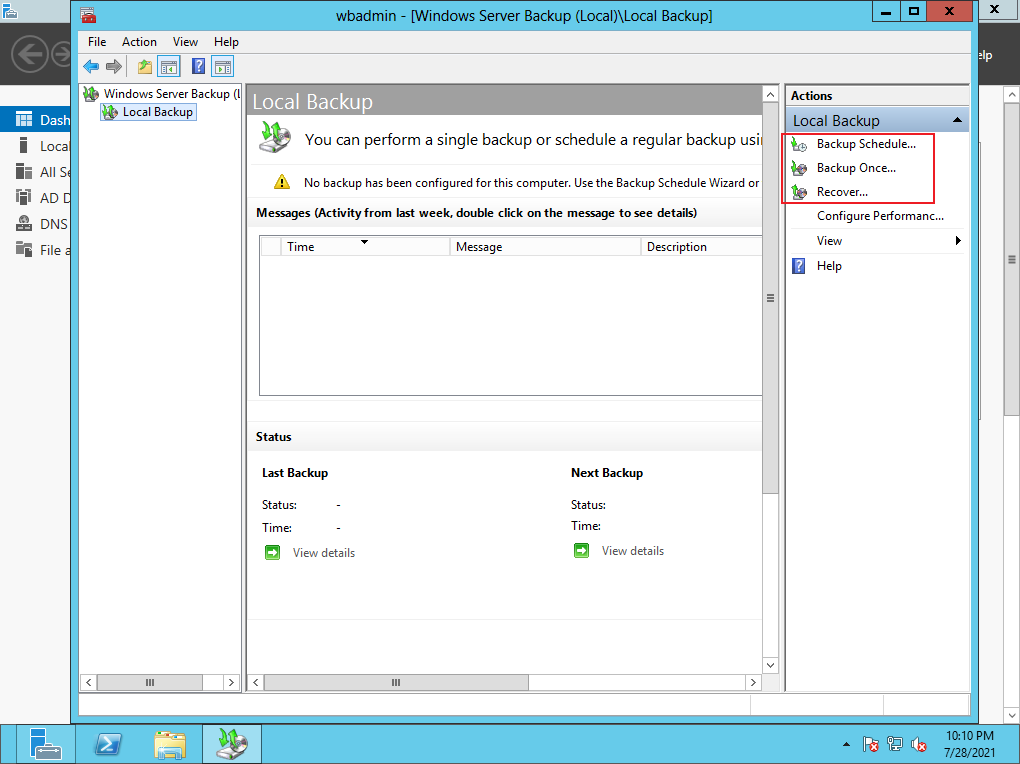 wbadmin - [Windows Server Backup (Local)\Local Backup]
File Action View Help
elp
Windows Server Backup (L
Local Backup
Dash
Local
All Se
AD D
DNS
File a
Local Backup
You can perform a single backup or schedule a regular backup usi
No backup has been configured for this computer. Use the Backup Schedule Wizard or
Messages (Activity from last week, double click on the message to see details)
Time Message Description
Status
Last Backup
Status: -
Time: -
View details
Next Backup
Status:
Time:
View details
Actions
Local Backup
Backup Schedule...
Backup Once...
Recover...
Configure Performanc...
View
Help
10:10 PM
7/28/2021